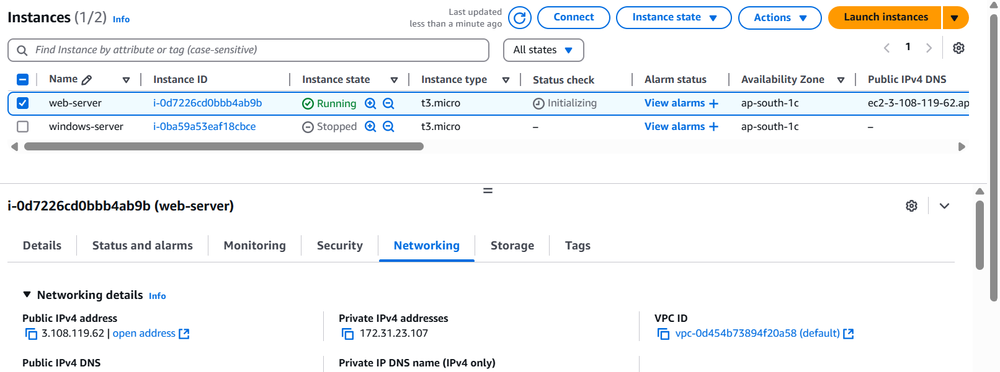 Instances (1/2) Info
Last updated
less than a minute ago
Connect
Instance state
Actions
Launch instances
Find Instance by attribute or tag (case-sensitive)
All states
1
Name Instance ID Instance state Instance type Status check Alarm status Availability Zone Public IPv4 DNS
web-server i-0d7226cd0bbb4ab9b Running t3.micro Initializing View alarms + ap-south-1c ec2-3-108-119-62.ap
windows-server i-0ba59a53eaf18cbce Stopped t3.micro – View alarms + ap-south-1c –
i-0d7226cd0bbb4ab9b (web-server)
Details Status and alarms Monitoring Security Networking Storage Tags
Networking details Info
Public IPv4 address Private IPv4 addresses VPC ID
3.108.119.62 | open address 172.31.23.107 vpc-0d454b73894f20a58 (default)
Public IPv4 DNS Private IP DNS name (IPv4 only)